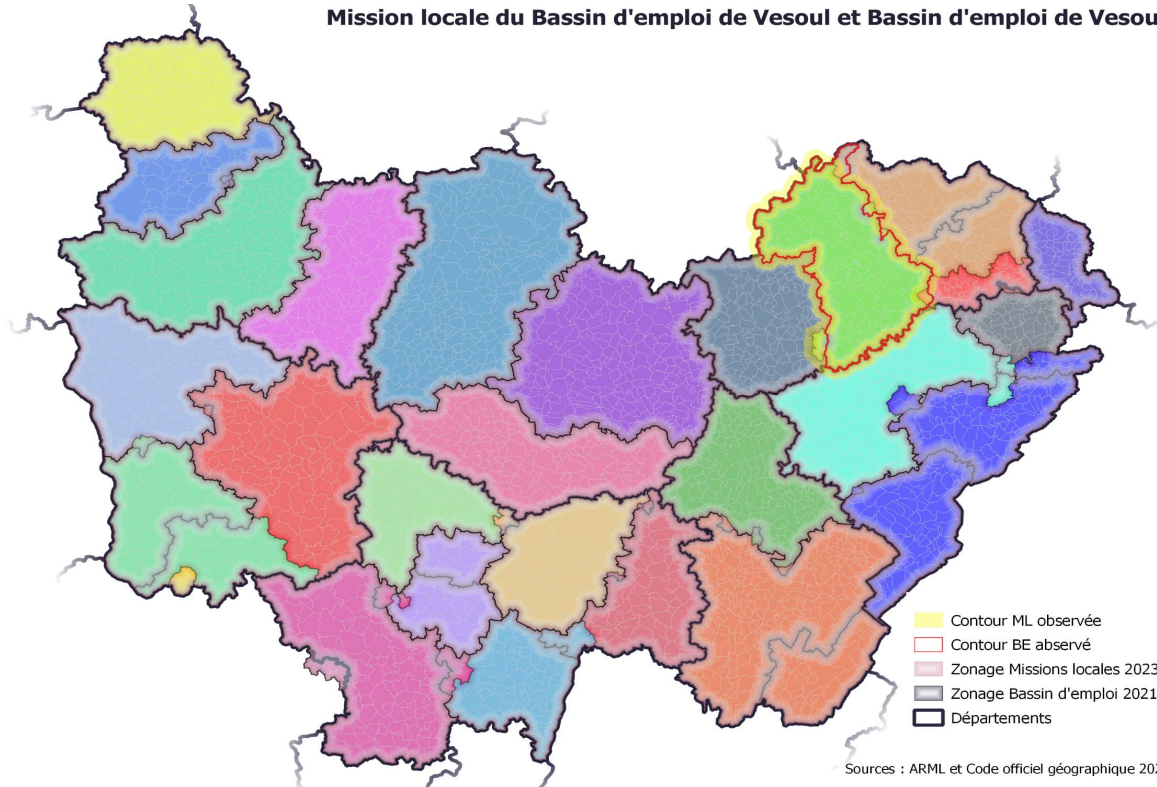 Mission locale du Bassin d'emploi de Vesoul et Bassin d'emploi de Vesou
Contour ML observée
Contour BE abservé
Zonage Missions locales 2023
Zonage Bassin d'emploi 2021
Départements
Sources : ARML et Code officiel géographique 202